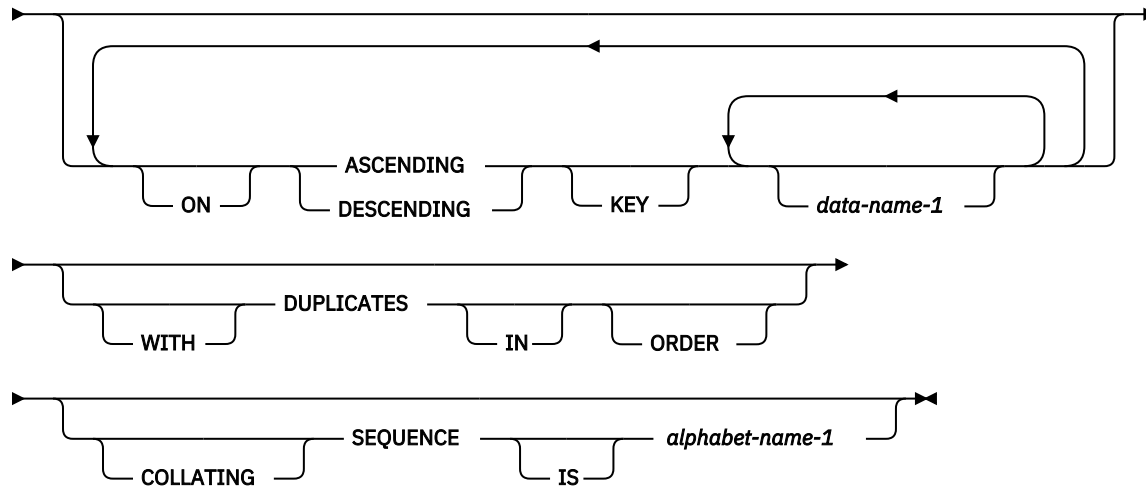 ASCENDING
ON KEY
DESCENDING data-name-1
DUPLICATES
WITH IN ORDER
SEQUENCE alphabet-name-1
COLLATING IS